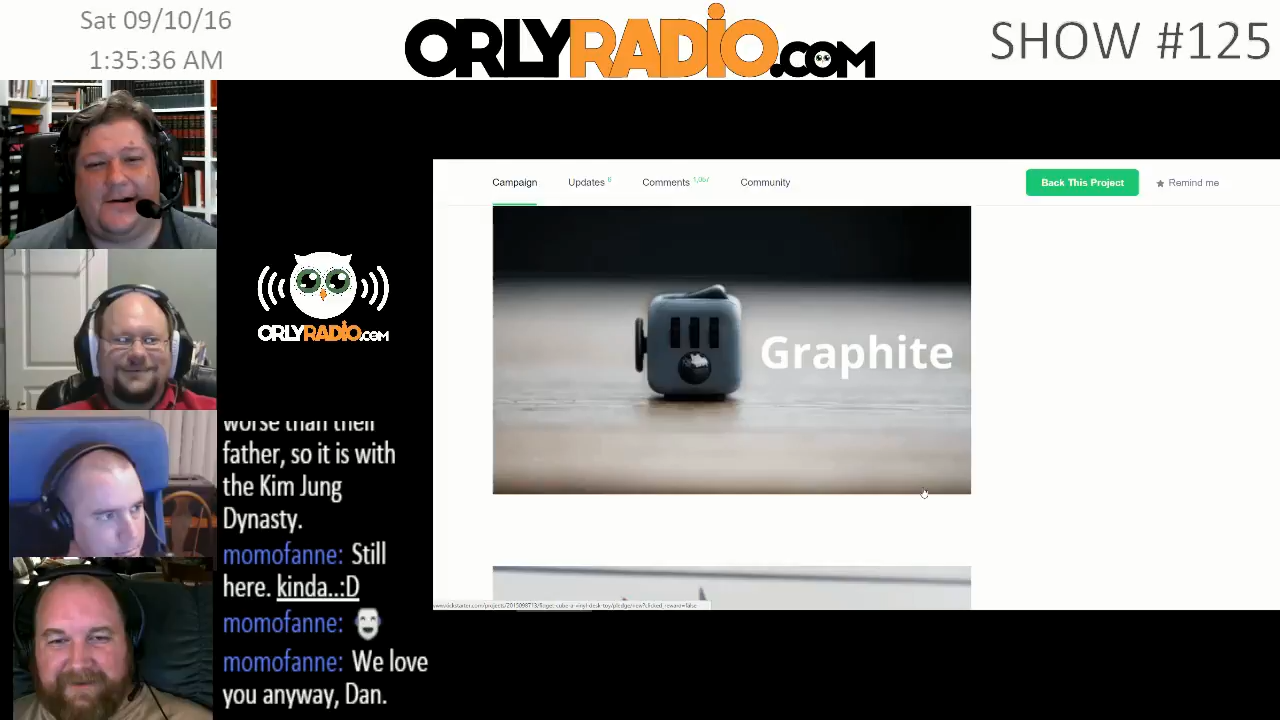 Sat 09/10/16
1:35:36 AM
ORLYRADIO.COM
SHOW #125
Campaign
Updates
Comments 1,057
Community
Back This Project
Remind me
Graphite
ORLYRADIO.COM
worse than their
father, so it is with
the Kim Jung
Dynasty.
momofanne: Still
here. kinda..:D
momofanne:
momofanne: We love
you anyway, Dan.